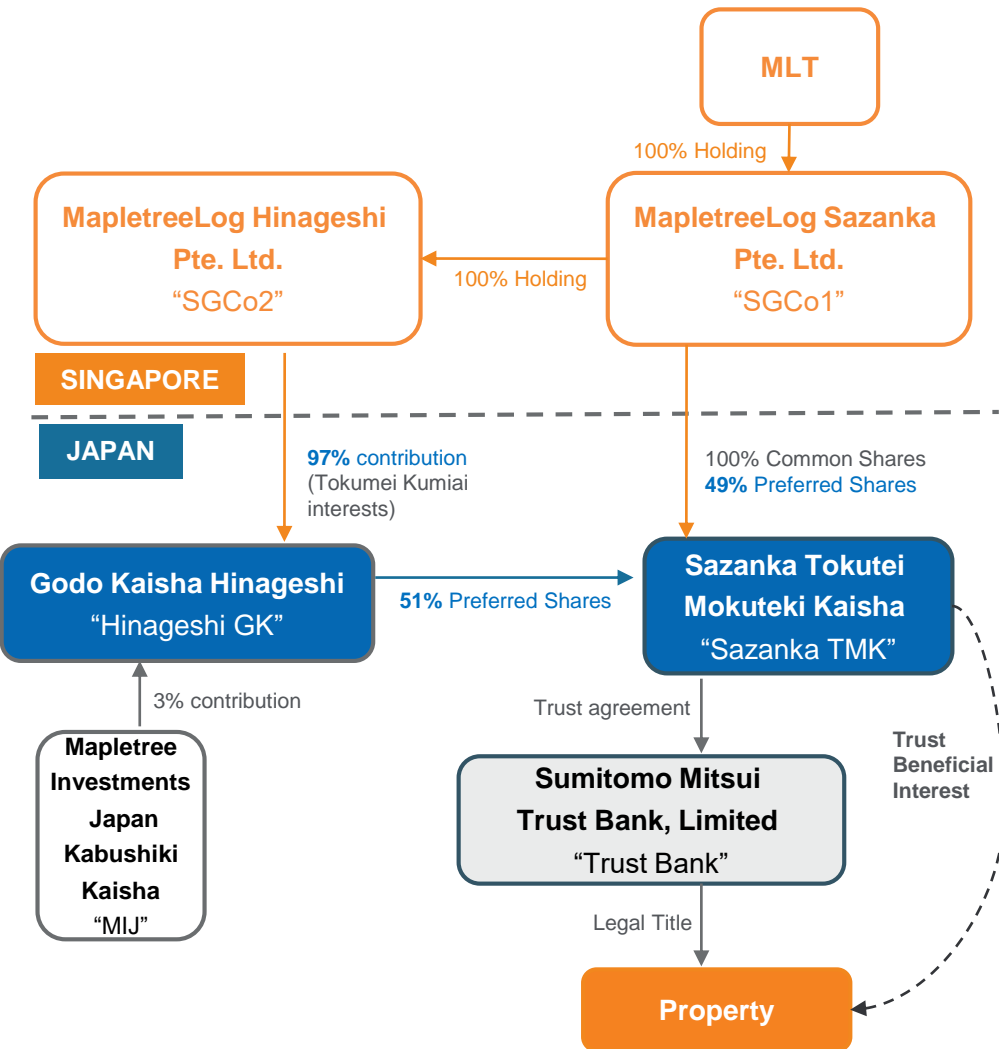 MLT
100% Holding
MapletreeLog Hinageshi
Pte. Ltd.
“SGCo2”
100% Holding
MapletreeLog Sazanka
Pte. Ltd.
“SGCo1”
SINGAPORE
JAPAN
97% contribution
(Tokumei Kumiai
interests)
100% Common Shares
49% Preferred Shares
Godo Kaisha Hinageshi
“Hinageshi GK”
51% Preferred Shares
Sazanka Tokutei
Mokuteki Kaisha
“Sazanka TMK”
3% contribution
Mapletree
Investments
Japan
Kabushiki
Kaisha
“MIJ”
Trust agreement
Sumitomo Mitsui
Trust Bank, Limited
“Trust Bank”
Trust
Beneficial
Interest
Legal Title
Property